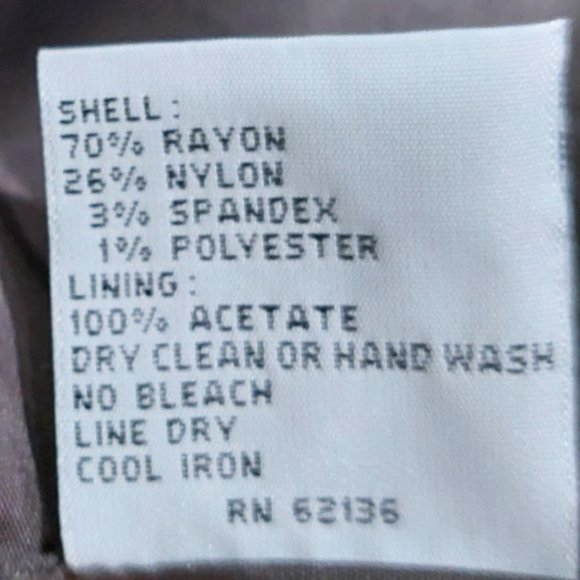 SHELL:
70% RAYON
26% NYLON
3% SPANDEX
1% POLYESTER
LINING:
100% ACETATE
DRY CLEAN OR HAND WASH
NO BLEACH
LINE DRY
COOL IRON
RN 62136